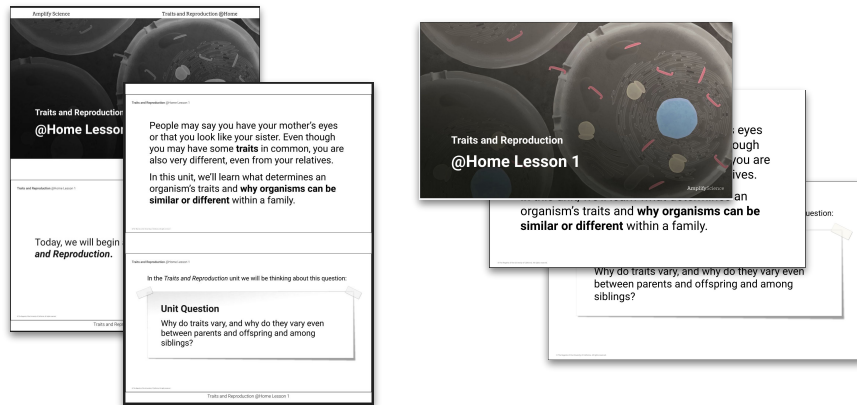 Amplify Science
Traits and Reproduction @Home
Traits and Reproduction
@Home Lesso
Traits and Reproduction @Home Lesson 1
Today, we will begin
and Reproduction.
Traits and Rep
Traits and Reproduction @Home Lesson 1
People may say you have your mother's eyes
or that you look like your sister. Even though
you may have some traits in common, you are
also very different, even from your relatives.
In this unit, we'll learn what determines an
organism's traits and why organisms can be
similar or different within a family.
Traits and Reproduction @Home Lesson 1
In the Traits and Reproduction unit we will be thinking about this question:
Unit Question
Why do traits vary, and why do they vary even
between parents and offspring and among
siblings?
Traits and Reproduction @Home Lesson 1
Traits and Reproduction
@Home Lesson 1
Amplify Science
eyes
ough
you are
tives.
an
organism's traits and why organisms can be
similar or different within a family.
uestion:
Why do traits vary, and why do they vary even
between parents and offspring and among
siblings?